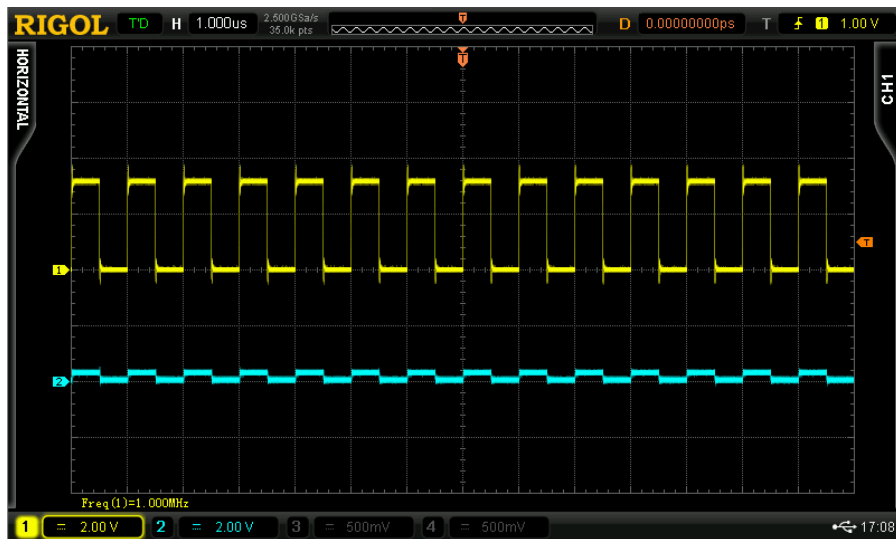 RIGOL T'D H 1.000us 2.500GSa/s D 0.00000000ps T 1 1.00 V
35.0k pts
T
T
HORIZONTAL
CH1
T
1
2
Freq(1)=1.000MHz
1 = 2.00 V 2 = 2.00 V 3 = 500mV 4 = 500mV 17:08